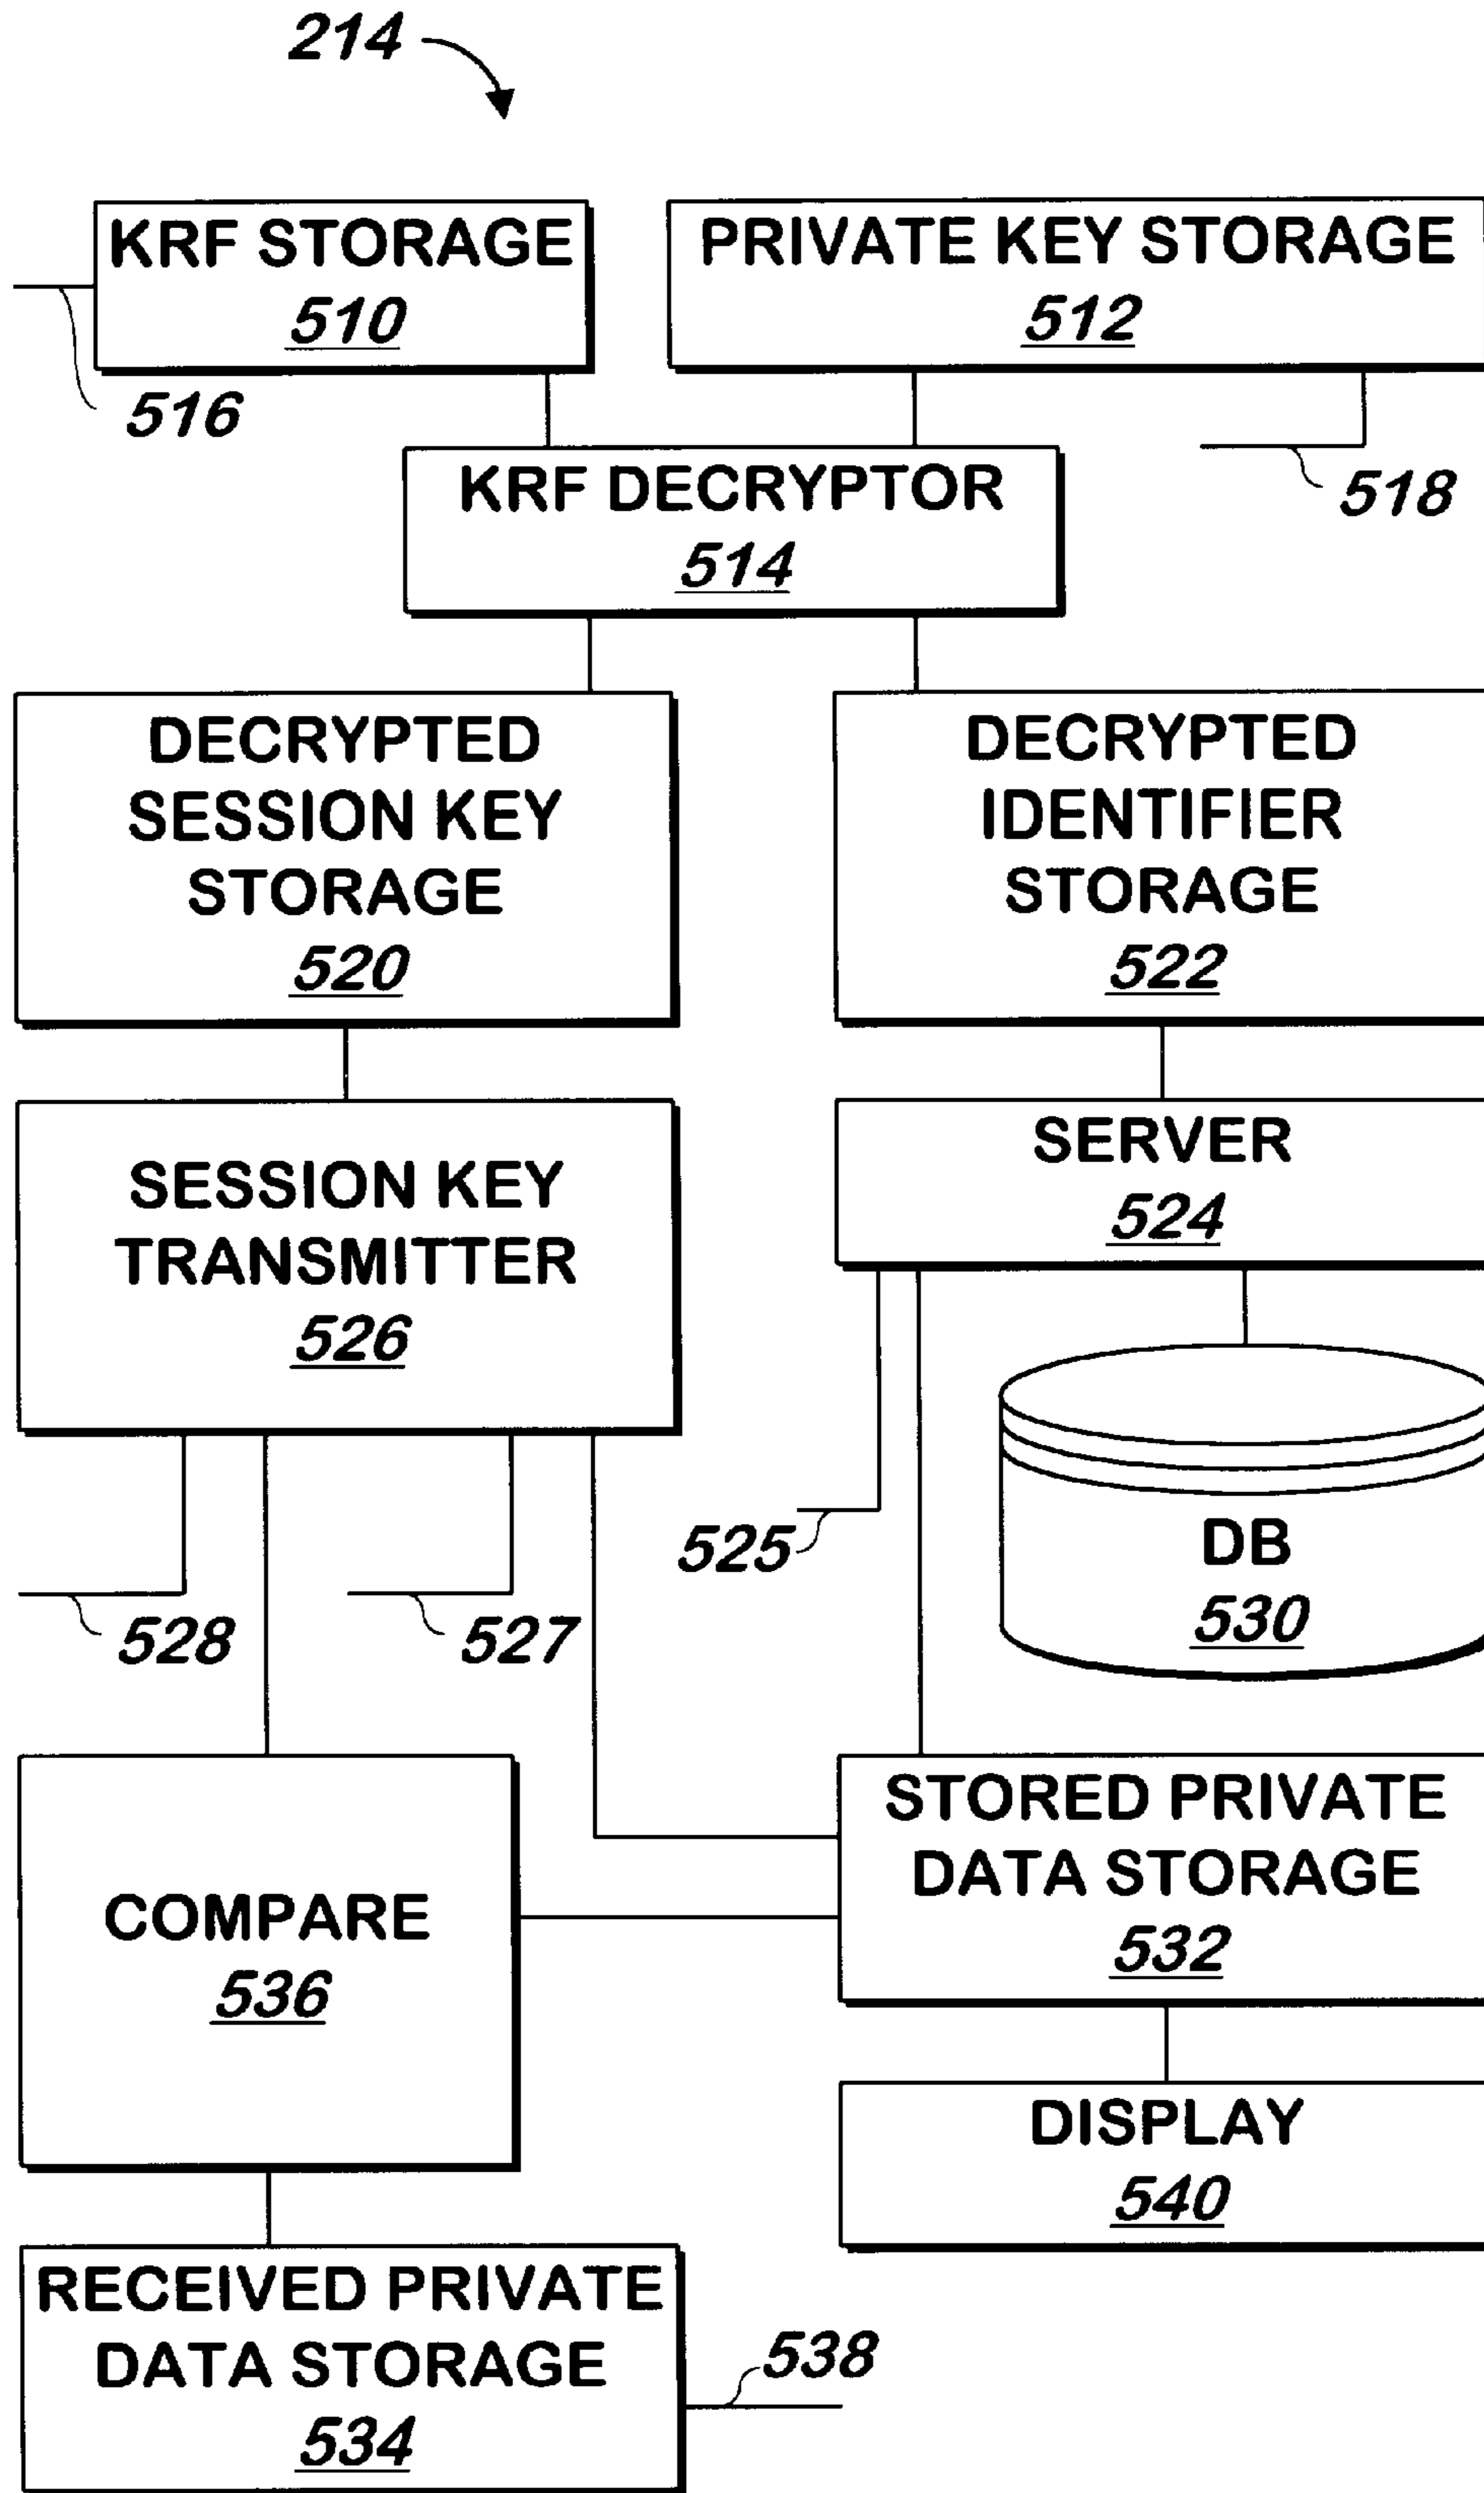 214
KRF STORAGE
510
PRIVATE KEY STORAGE
512
516
KRF DECRYPTOR
514
518
DECRYPTED
SESSION KEY
STORAGE
520
DECRYPTED
IDENTIFIER
STORAGE
522
SESSION KEY
TRANSMITTER
526
SERVER
524
525
528
527
DB
530
COMPARE
536
STORED PRIVATE
DATA STORAGE
532
DISPLAY
540
RECEIVED PRIVATE
DATA STORAGE
534
538